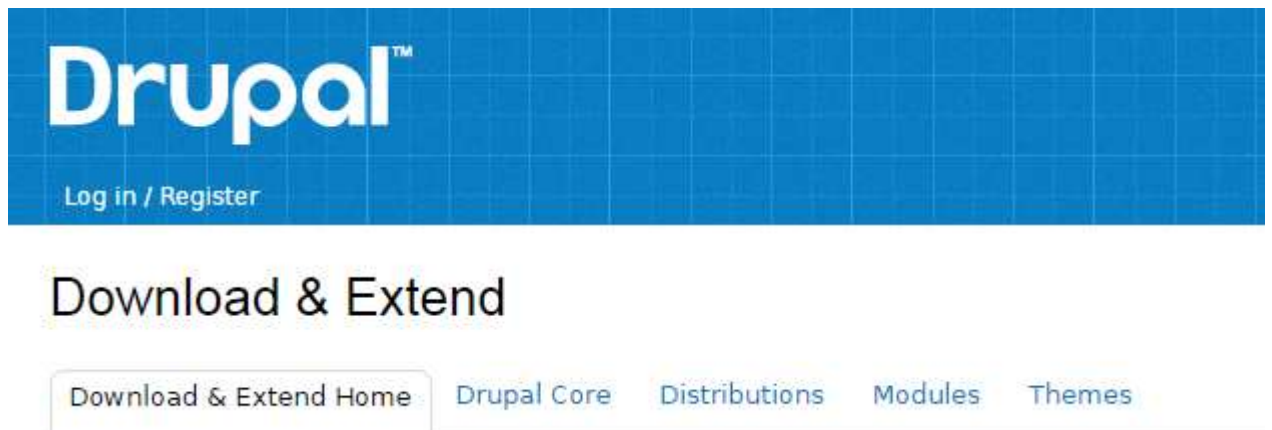 Drupal™
Log in / Register
Download & Extend
Download & Extend Home Drupal Core Distributions Modules Themes